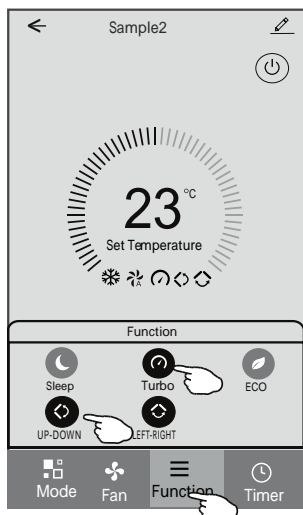 Sample2
23 °C
Set Temperature
A
Function
Sleep Turbo ECO
UP-DOWN LEFT-RIGHT
Mode Fan Function Timer